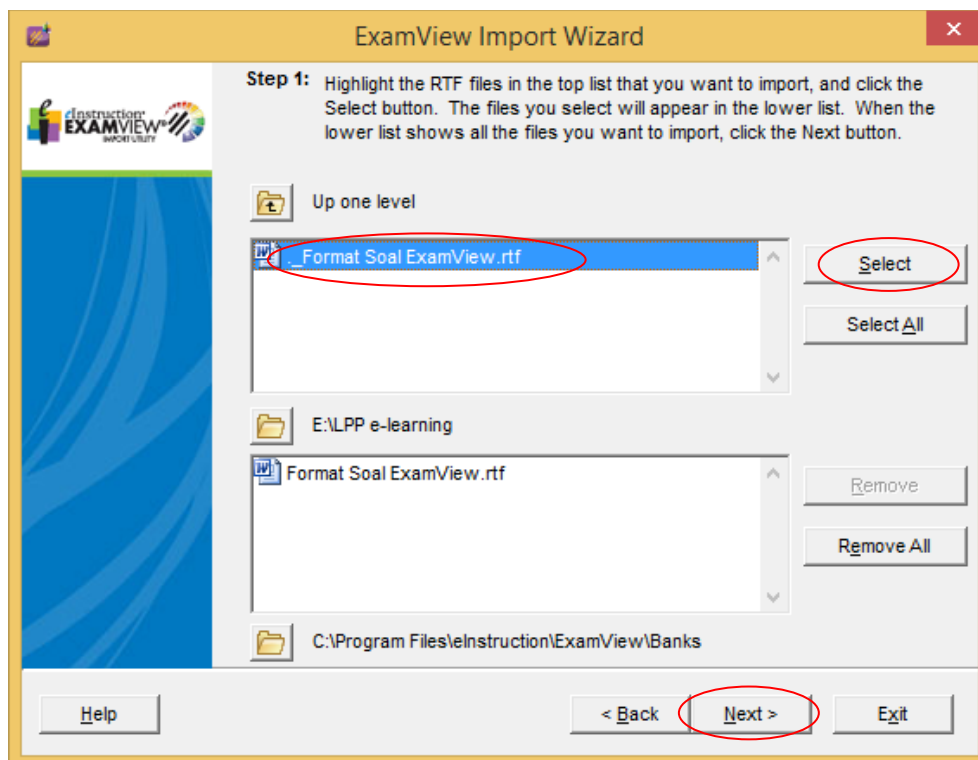 ExamView Import Wizard
eInstruction®
EXAMVIEW®
IMPORT UTILITY
Step 1: Highlight the RTF files in the top list that you want to import, and click the
Select button. The files you select will appear in the lower list. When the
lower list shows all the files you want to import, click the Next button.
Up one level
._Format Soal ExamView.rtf
Select
Select All
E:\LPP e-learning
Format Soal ExamView.rtf
Remove
Remove All
C:\Program Files\eInstruction\ExamView\Banks
Help
< Back
Next >
Exit